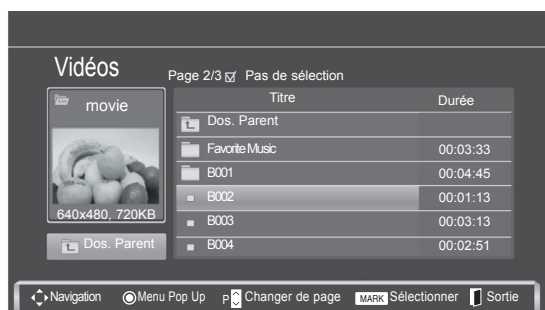 Vidéos
Page 2/3 Pas de sélection
movie
640x480, 720KB
Dos. Parent
Titre Durée
Dos. Parent
Favorite Music 00:03:33
B001 00:04:45
B002 00:01:13
B003 00:03:13
B004 00:02:51
Navigation Menu Pop Up P Changer de page MARK Sélectionner Sortie